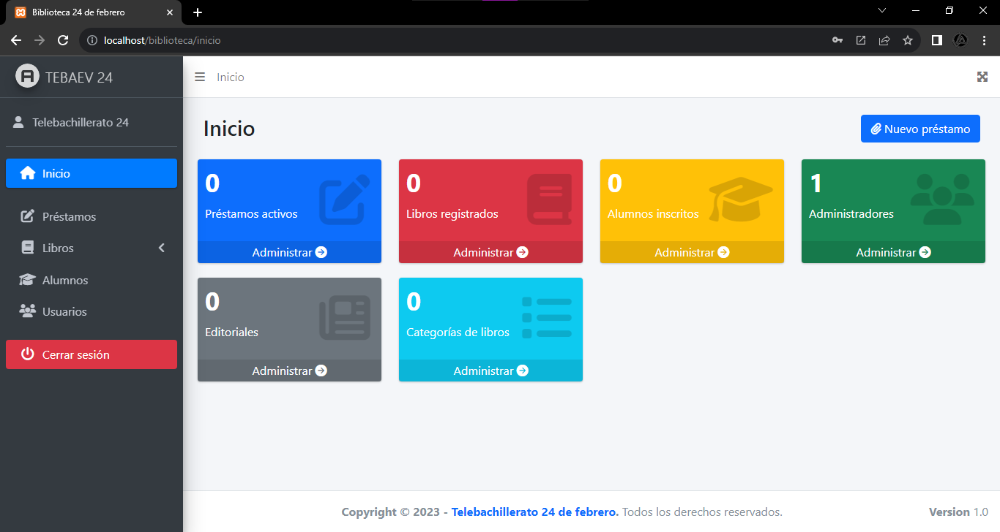 Biblioteca 24 de febrero
localhost/biblioteca/inicio
TEBAEV 24
Inicio
Telebachillerato 24
Inicio
Préstamos
Libros
Alumnos
Usuarios
Cerrar sesión
Inicio
Nuevo préstamo
0
Préstamos activos
Administrar
0
Libros registrados
Administrar
0
Alumnos inscritos
Administrar
1
Administradores
Administrar
0
Editoriales
Administrar
0
Categorías de libros
Administrar
Copyright © 2023 - Telebachillerato 24 de febrero. Todos los derechos reservados.
Version 1.0